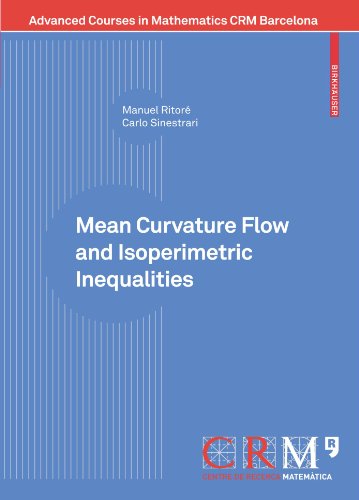 Advanced Courses in Mathematics CRM Barcelona
BIRKHÄUSER
Manuel Ritoré
Carlo Sinestrari
Mean Curvature Flow
and Isoperimetric
Inequalities
CRM
CENTRE DE RECERCA MATEMÀTICA